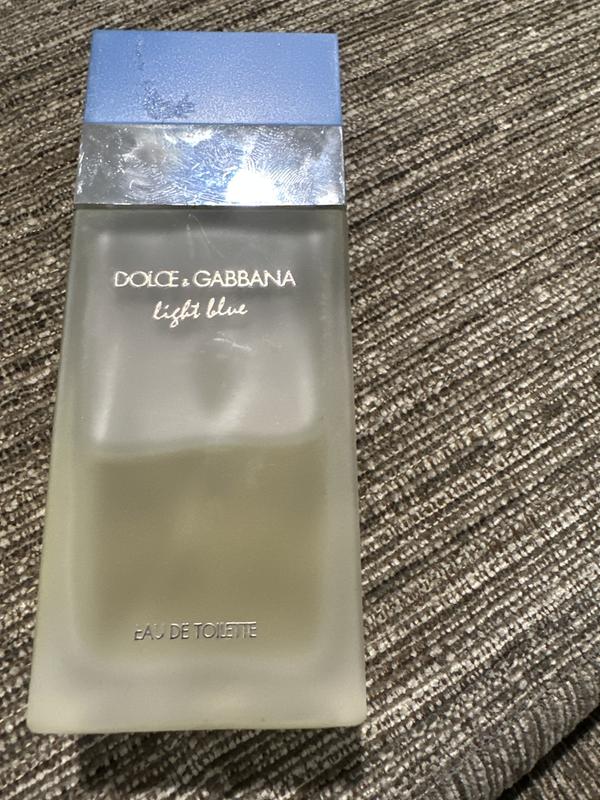 DOLCE & GABBANA
light blue
EAU DE TOILETTE